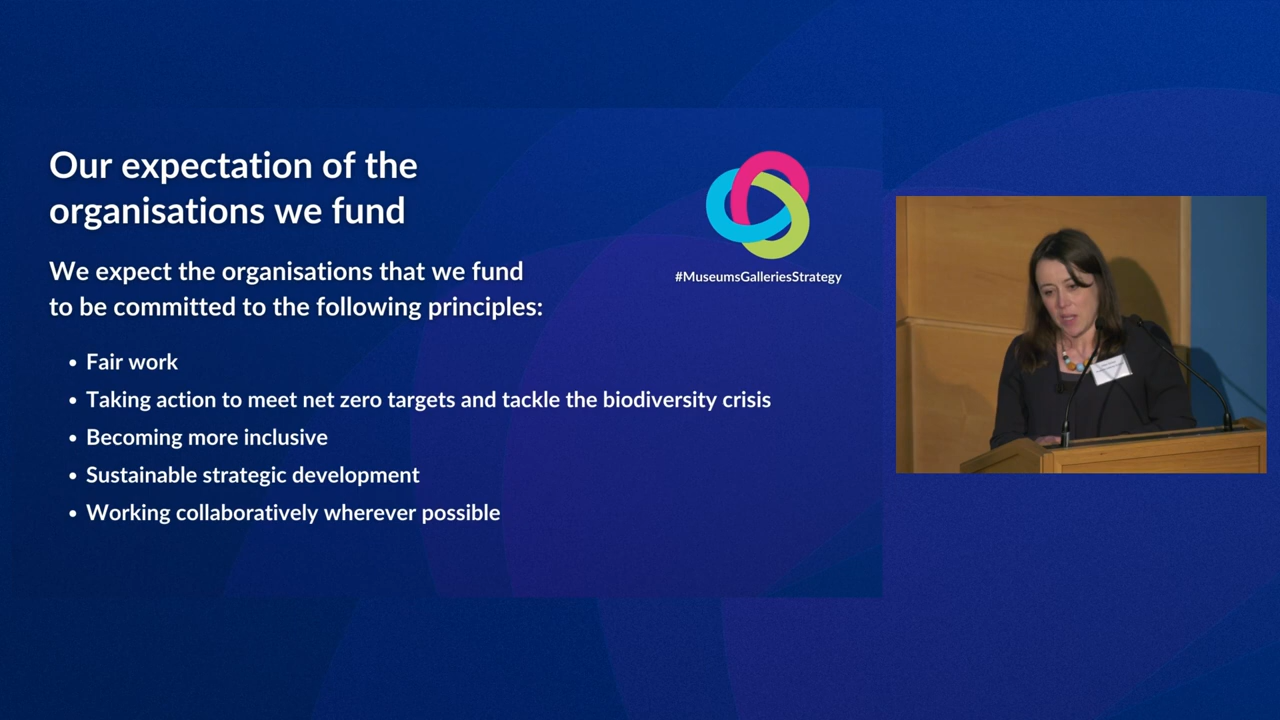 Our expectation of the
organisations we fund
#MuseumsGalleriesStrategy
We expect the organisations that we fund
to be committed to the following principles:
• Fair work
• Taking action to meet net zero targets and tackle the biodiversity crisis
• Becoming more inclusive
• Sustainable strategic development
• Working collaboratively wherever possible